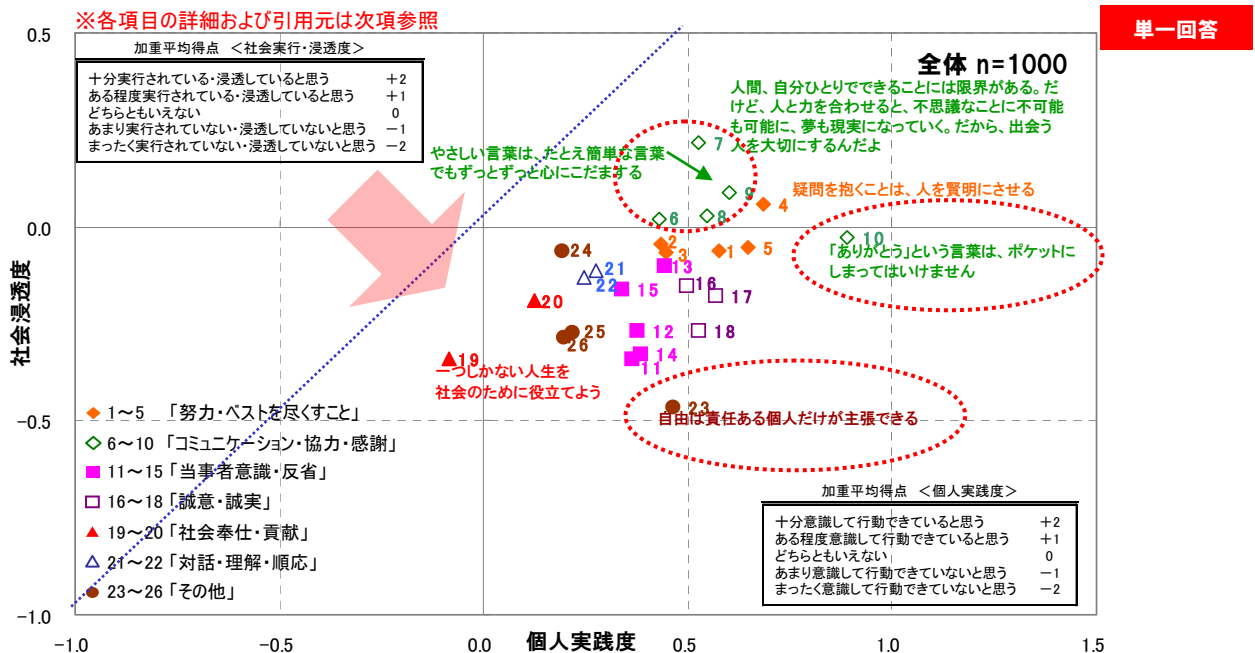 ※各項目の詳細および引用元は次項参照
単一回答
加重平均得点 ＜社会実行・浸透度＞
十分実行されている・浸透していると思う ＋2
ある程度実行されている・浸透していると思う ＋1
どちらともいえない 0
あまり実行されていない・浸透していないと思う －1
まったく実行されていない・浸透していないと思う －2
全体 n=1000
人間、自分ひとりでできることには限界がある。だ
けど、人と力を合わせると、不思議なことに不可能
も可能に、夢も現実になっていく。だから、出会う
人を大切にするんだよ
やさしい言葉は、たとえ簡単な言葉
でもずっとずっと心にこだまする
疑問を抱くことは、人を賢明にさせる
「ありがとう」という言葉は、ポケットに
しまってはいけません
一つしかない人生を
社会のために役立てよう
自由は責任ある個人だけが主張できる
7
9
4
6
8
10
2
3
1
5
24
13
21
22
16
15
17
20
12
18
25
26
14
11
19
23
1～5 「努力・ベストを尽くすこと」
6～10 「コミュニケーション・協力・感謝」
11～15 「当事者意識・反省」
16～18 「誠意・誠実」
19～20 「社会奉仕・貢献」
21～22 「対話・理解・順応」
23～26 「その他」
加重平均得点 ＜個人実践度＞
十分意識して行動できていると思う ＋2
ある程度意識して行動できていると思う ＋1
どちらともいえない 0
あまり意識して行動できていないと思う －1
まったく意識して行動できていないと思う －2
社会浸透度
0.5
0.0
－0.5
－1.0
－1.0
－0.5
0.0
0.5
1.0
1.5
個人実践度